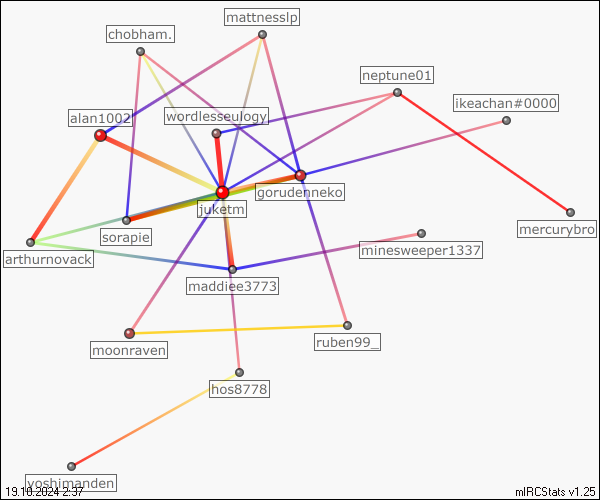 mattnesslp
chobham.
neptune01
ikeachan#0000
alan1002
wordlesseulogy
gorudenneko
juketm
mercurybro
sorapie
minesweeper1337
arthurnovack
maddiee3773
ruben99_
moonraven
hos8778
yoshimanden
19.10.2024 2:37
mIRCStats v1.25